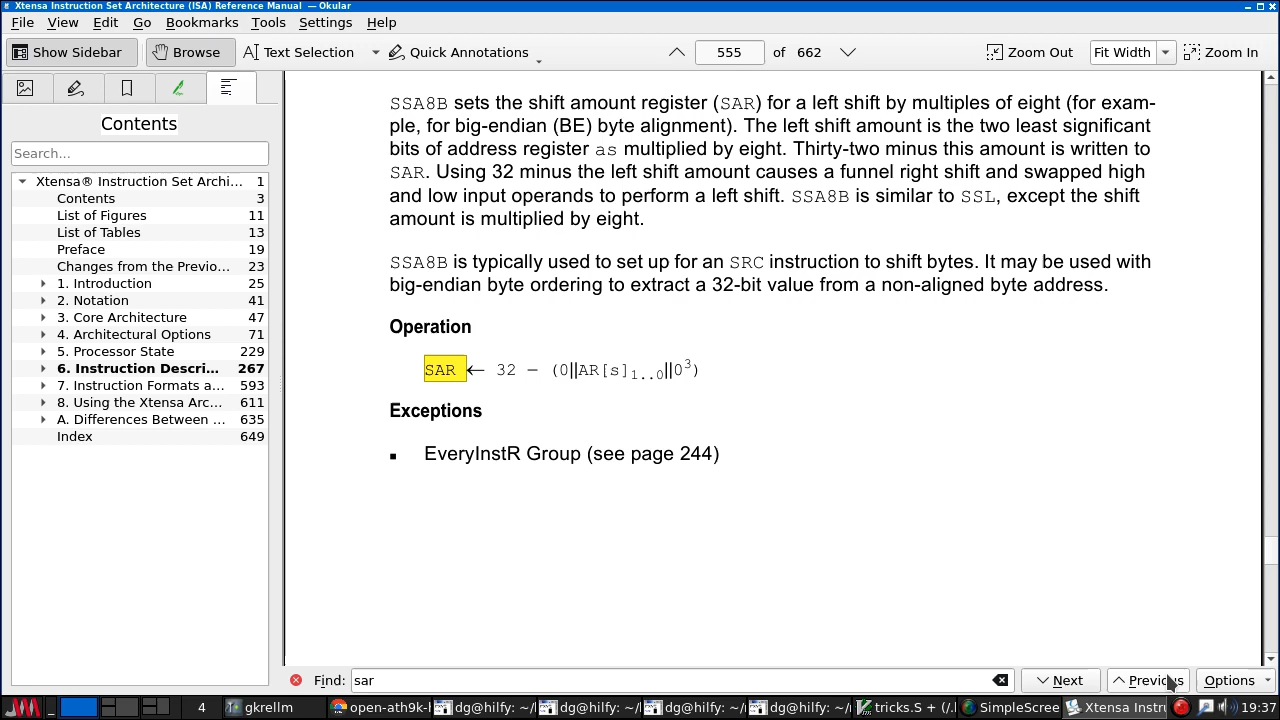 Xtensa Instruction Set Architecture (ISA) Reference Manual — Okular
File View Edit Go Bookmarks Tools Settings Help
Show Sidebar Browse Text Selection Quick Annotations 555 of 662 Zoom Out Fit Width Zoom In
Contents
Search...
Xtensa® Instruction Set Archi... 1
Contents 3
List of Figures 11
List of Tables 13
Preface 19
Changes from the Previo... 23
1. Introduction 25
2. Notation 41
3. Core Architecture 47
4. Architectural Options 71
5. Processor State 229
6. Instruction Descri... 267
7. Instruction Formats a... 593
8. Using the Xtensa Arc... 611
A. Differences Between ... 635
Index 649
SSA8B sets the shift amount register (SAR) for a left shift by multiples of eight (for exam-
ple, for big-endian (BE) byte alignment). The left shift amount is the two least significant
bits of address register as multiplied by eight. Thirty-two minus this amount is written to
SAR. Using 32 minus the left shift amount causes a funnel right shift and swapped high
and low input operands to perform a left shift. SSA8B is similar to SSL, except the shift
amount is multiplied by eight.
SSA8B is typically used to set up for an SRC instruction to shift bytes. It may be used with
big-endian byte ordering to extract a 32-bit value from a non-aligned byte address.
Operation
SAR ← 32 − (0||AR[s]1..0||0³)
Exceptions
▪ EveryInstR Group (see page 244)
Find: sar Next Previous Options
4 gkrellm open-ath9k-h dg@hilfy: ~/ dg@hilfy: ~/ dg@hilfy: ~/ dg@hilfy: ~/ tricks.S + (/. SimpleScree Xtensa Instru 19:37